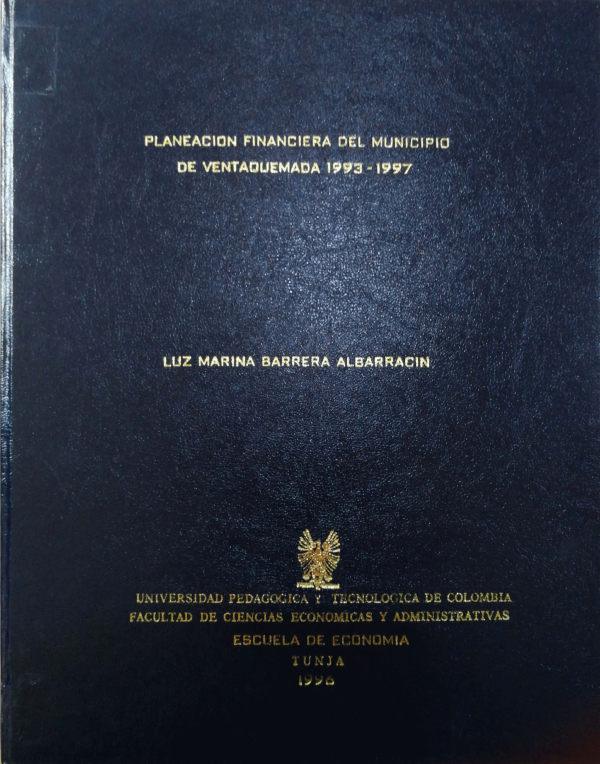 PLANEACION FINANCIERA DEL MUNICIPIO
DE VENTAQUEMADA 1993-1997
LUZ MARINA BARRERA ALBARRACIN
UNIVERSIDAD PEDAGOGICA Y TECNOLOGICA DE COLOMBIA
FACULTAD DE CIENCIAS ECONOMICAS Y ADMINISTRATIVAS
ESCUELA DE ECONOMIA
TUNJA
1996